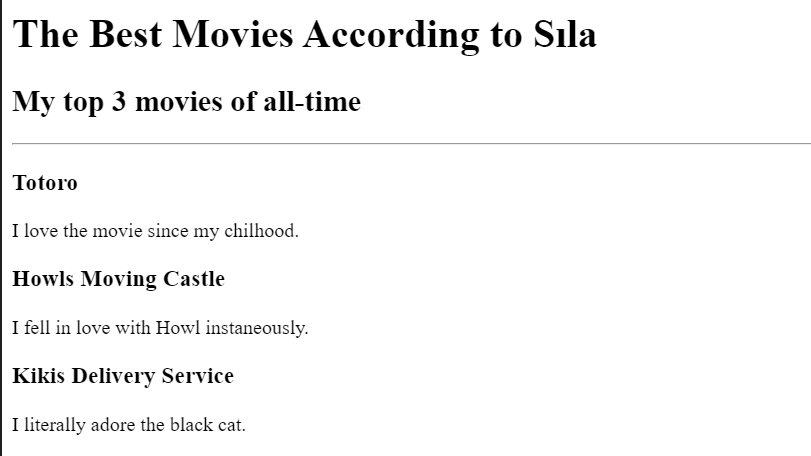 The Best Movies According to Sıla
My top 3 movies of all-time
Totoro
I love the movie since my chilhood.
Howls Moving Castle
I fell in love with Howl instaneously.
Kikis Delivery Service
I literally adore the black cat.